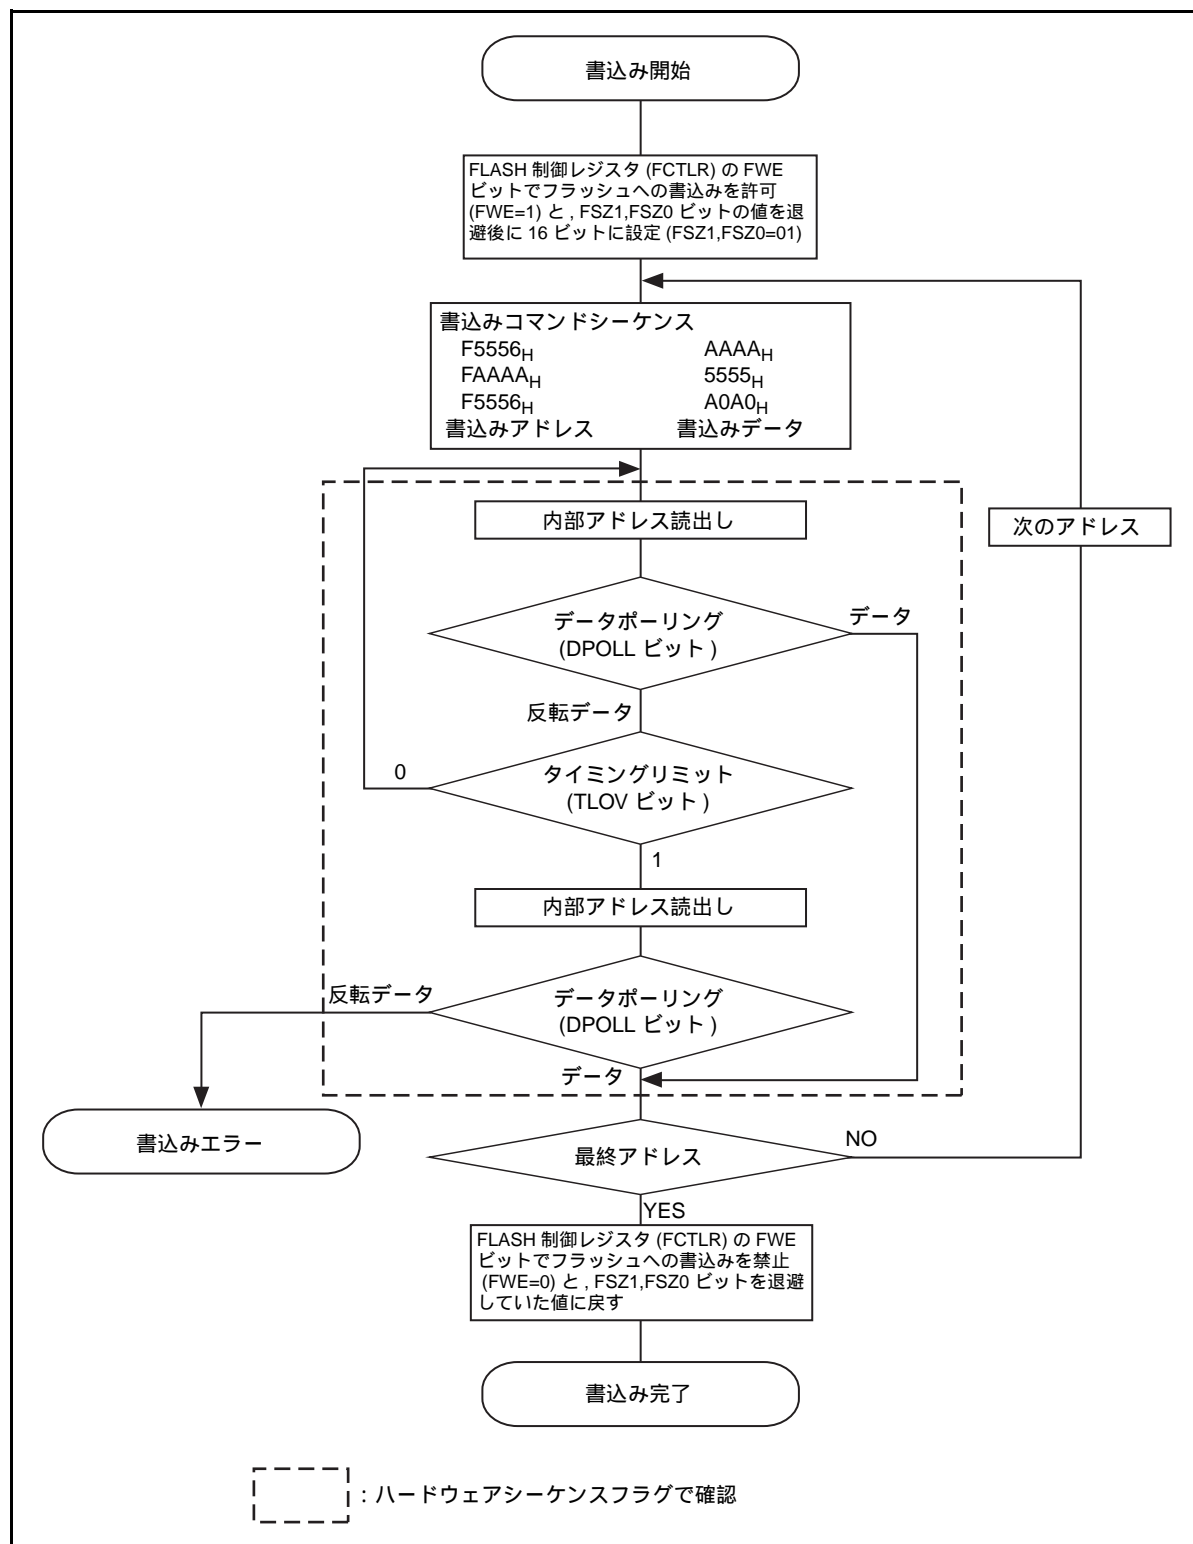 書込み開始
FLASH 制御レジスタ (FCTLR) の FWE
ビットでフラッシュへの書込みを許可
(FWE=1) と , FSZ1,FSZ0 ビットの値を退
避後に 16 ビットに設定 (FSZ1,FSZ0=01)
書込みコマンドシーケンス
F5556H AAAAH
FAAAAH 5555H
F5556H A0A0H
書込みアドレス 書込みデータ
内部アドレス読出し
次のアドレス
データポーリング
(DPOLL ビット )
データ
反転データ
タイミングリミット
(TLOV ビット )
0
1
内部アドレス読出し
データポーリング
(DPOLL ビット )
反転データ
データ
書込みエラー
最終アドレス
NO
YES
FLASH 制御レジスタ (FCTLR) の FWE
ビットでフラッシュへの書込みを禁止
(FWE=0) と , FSZ1,FSZ0 ビットを退避
していた値に戻す
書込み完了
: ハードウェアシーケンスフラグで確認